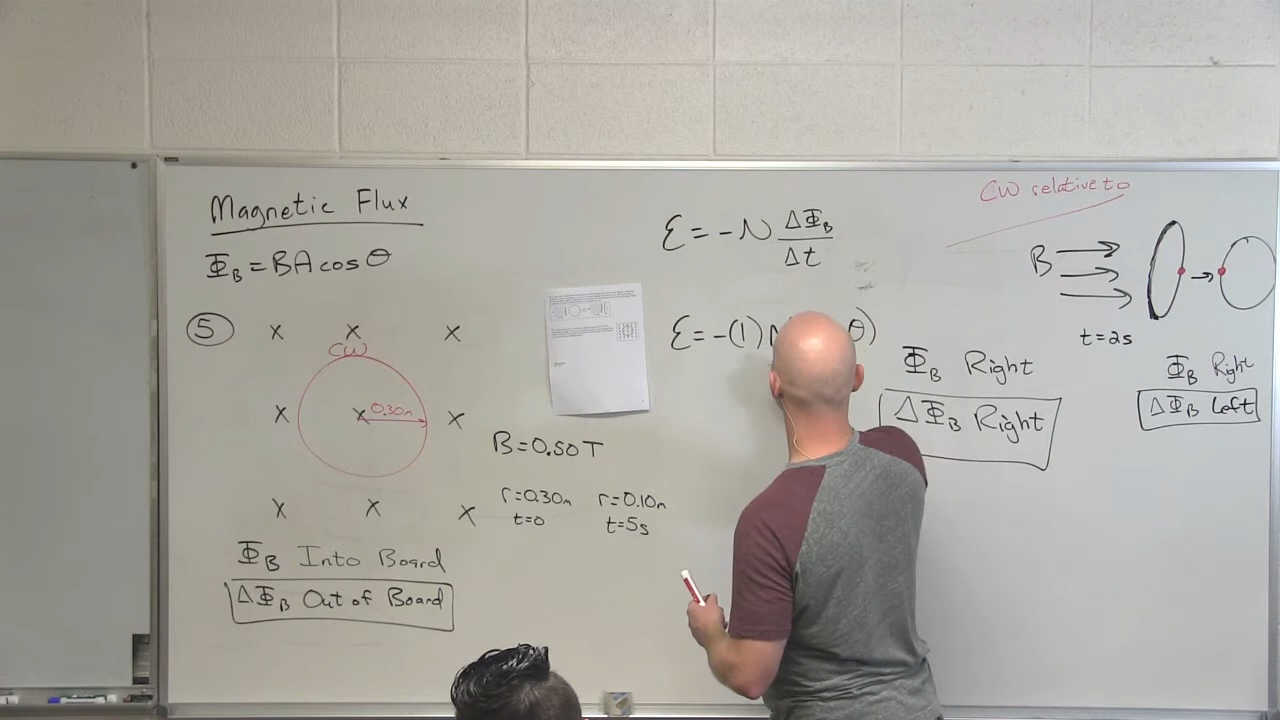 Magnetic Flux
Φ_B = BA cos θ
5
x x x
CW
x x 0.30m x
x x x
B=0.50T
r=0.30m r=0.10m
t=0 t=5s
Φ_B Into Board
ΔΦ_B Out of Board
ε = -N ΔΦ_B
Δt
ε = -(1) θ)
CW relative to
B
t=2s
Φ_B Right
ΔΦ_B Right
Φ_B Right
ΔΦ_B Left